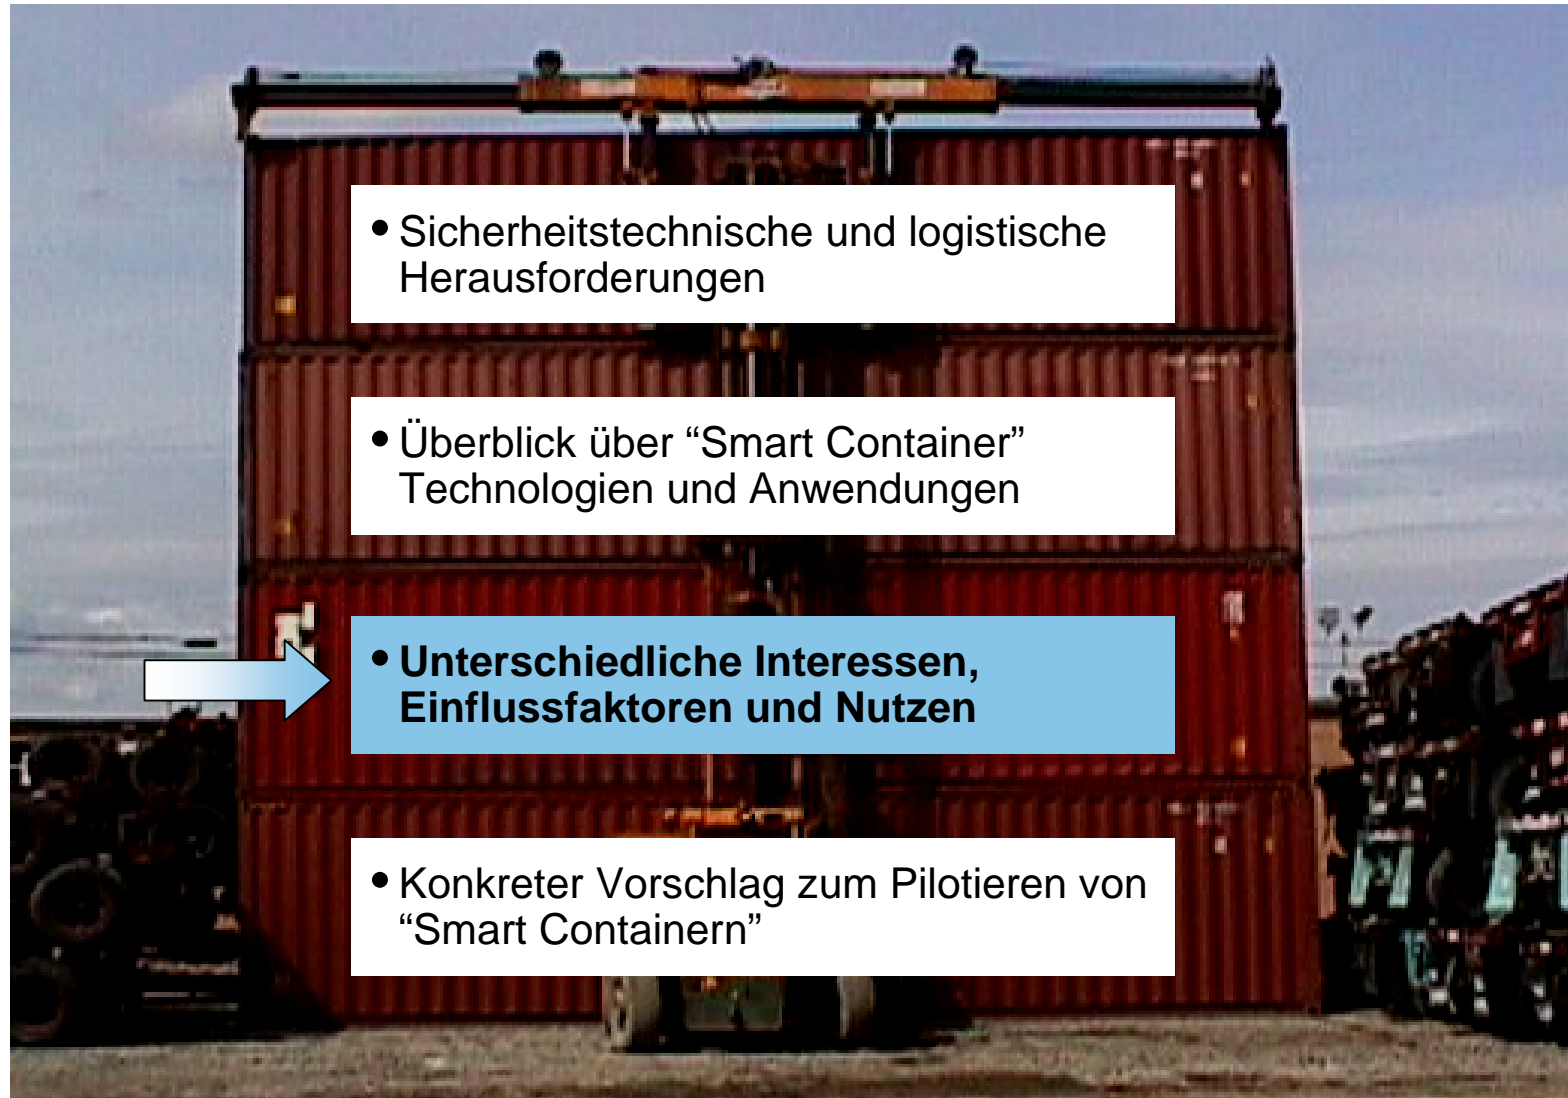 • Sicherheitstechnische und logistische
Herausforderungen
• Überblick über “Smart Container”
Technologien und Anwendungen
• Unterschiedliche Interessen,
Einflussfaktoren und Nutzen
• Konkreter Vorschlag zum Pilotieren von
“Smart Containern”